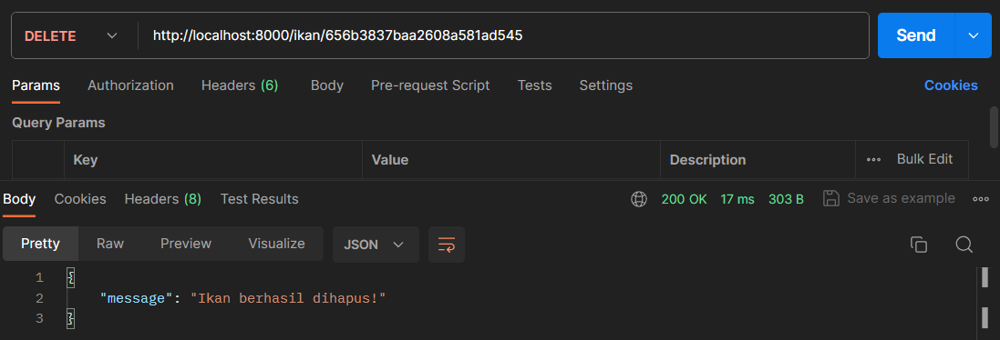 DELETE http://localhost:8000/ikan/656b3837baa2608a581ad545 Send
Params Authorization Headers (6) Body Pre-request Script Tests Settings Cookies
Query Params
Key Value Description Bulk Edit
Body Cookies Headers (8) Test Results 200 OK 17 ms 303 B Save as example
Pretty Raw Preview Visualize JSON
1 {
2 "message": "Ikan berhasil dihapus!"
3 }